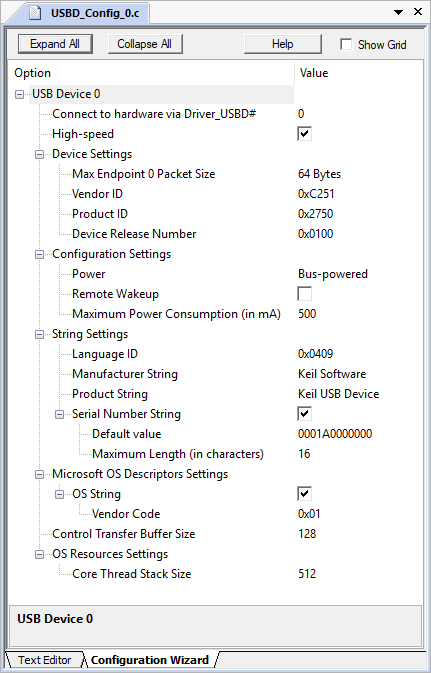 USBD_Config_0.c
Expand All Collapse All Help Show Grid
Option Value
USB Device 0
Connect to hardware via Driver_USBD# 0
High-speed
Device Settings
Max Endpoint 0 Packet Size 64 Bytes
Vendor ID 0xC251
Product ID 0x2750
Device Release Number 0x0100
Configuration Settings
Power Bus-powered
Remote Wakeup
Maximum Power Consumption (in mA) 500
String Settings
Language ID 0x0409
Manufacturer String Keil Software
Product String Keil USB Device
Serial Number String
Default value 0001A0000000
Maximum Length (in characters) 16
Microsoft OS Descriptors Settings
OS String
Vendor Code 0x01
Control Transfer Buffer Size 128
OS Resources Settings
Core Thread Stack Size 512
USB Device 0
Text Editor Configuration Wizard